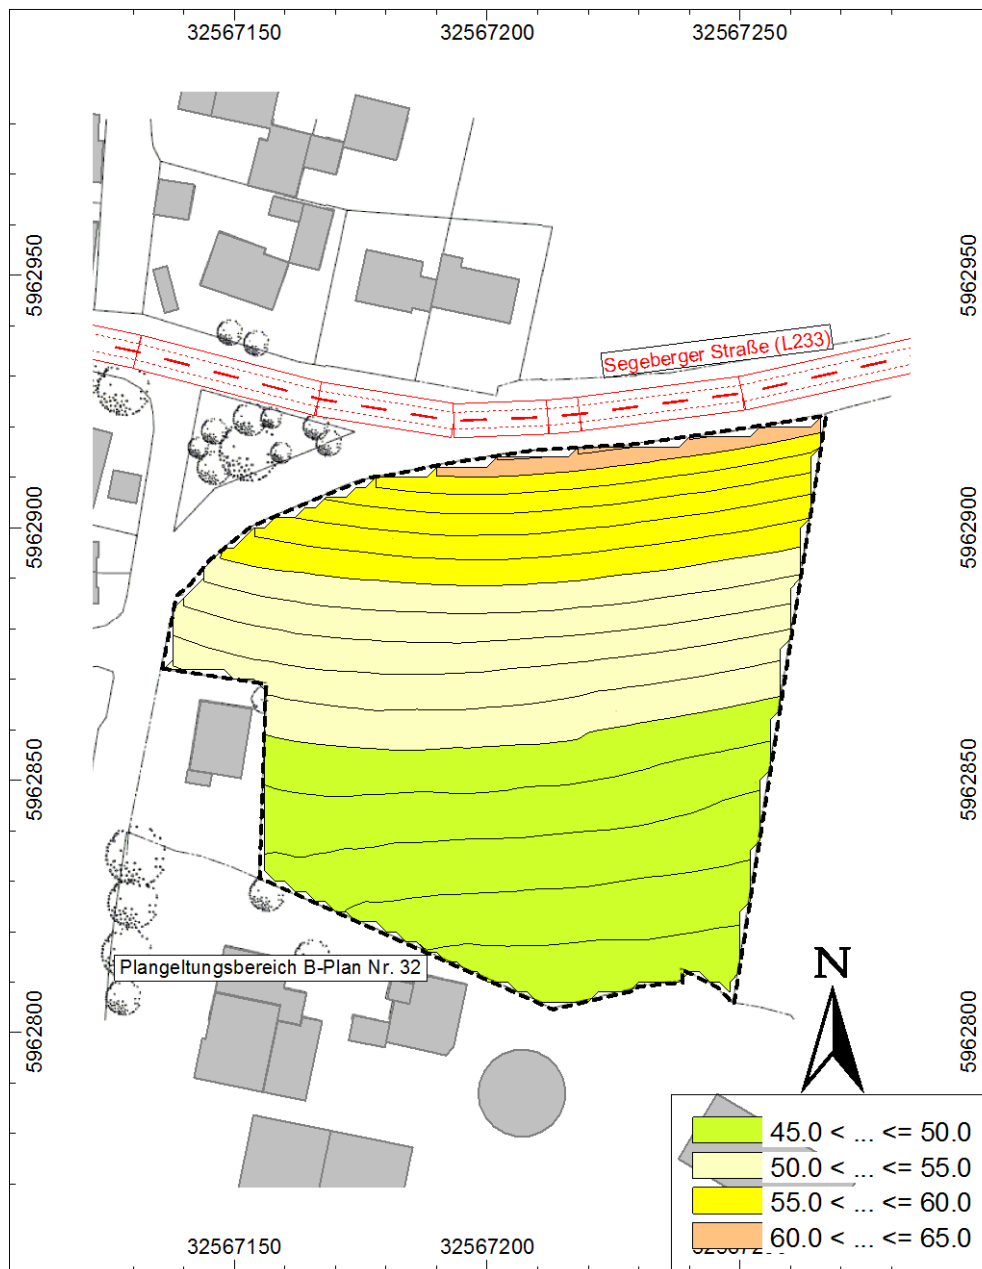 32567150 32567200 32567250
5962950 5962950
Segeberger Straße (L233)
5962900 5962900
5962850 5962850
Plangeltungsbereich B-Plan Nr. 32
N
5962800 5962800
45.0 < ... <= 50.0
50.0 < ... <= 55.0
55.0 < ... <= 60.0
60.0 < ... <= 65.0
32567150 32567200